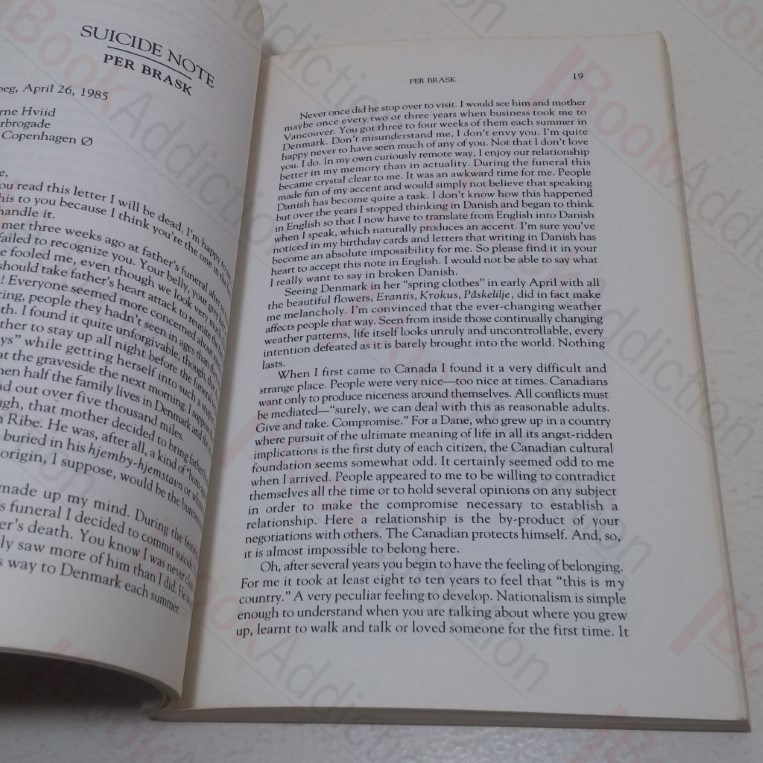 SUICIDE NOTE
PER BRASK
April 26, 1985
Hviid
Copenhagen Ø
you read this letter I will be dead. I'm happy
this to you because I think you're the one in the
handle it.
met three weeks ago at father's funeral after
failed to recognize you. Your belly, your
fooled me, even though we look very
should take father's heart attack to reunite the
! Everyone seemed more concerned about
people they hadn't seen in ages than
I found it quite unforgivable, though, the
to stay up all night before the funeral
while getting herself into such a
at the graveside the next morning. I suppose
half the family lives in Denmark and the
out over five thousand miles.
that mother decided to bring father
Ribe. He was, after all, a kind of
buried in his hjemby-hjemstavn or
origin, I suppose, would be the
made up my mind. During the
funeral I decided to commit suicide.
death. You know I was never
saw more of him than I did. He
way to Denmark each summer.
PER BRASK 19
Never once did he stop over to visit. I would see him and mother
maybe once every two or three years when business took me to
Vancouver. You got three to four weeks of them each summer in
Denmark. Don't misunderstand me, I don't envy you. I'm quite
happy never to have seen much of any of you. Not that I don't love
you. I do. In my own curiously remote way, I enjoy our relationship
better in my memory than in actuality. During the funeral this
became crystal clear to me. It was an awkward time for me. People
made fun of my accent and would simply not believe that speaking
Danish has become quite a task. I don't know how this happened
but over the years I stopped thinking in Danish and began to think
in English so that I now have to translate from English into Danish
when I speak, which naturally produces an accent. I'm sure you've
noticed in my birthday cards and letters that writing in Danish has
become an absolute impossibility for me. So please find it in your
heart to accept this note in English. I would not be able to say what
I really want to say in broken Danish.
Seeing Denmark in her "spring clothes" in early April with all
the beautiful flowers, Erantis, Krokus, Påskelilje, did in fact make
me melancholy. I'm convinced that the ever-changing weather
affects people that way. Seen from inside those continually changing
weather patterns, life itself looks unruly and uncontrollable, every
intention defeated as it is barely brought into the world. Nothing
lasts.
When I first came to Canada I found it a very difficult and
strange place. People were very nice—too nice at times. Canadians
want only to produce niceness around themselves. All conflicts must
be mediated—"surely, we can deal with this as reasonable adults.
Give and take. Compromise." For a Dane, who grew up in a country
where pursuit of the ultimate meaning of life in all its angst-ridden
implications is the first duty of each citizen, the Canadian cultural
foundation seems somewhat odd. It certainly seemed odd to me
when I arrived. People appeared to me to be willing to contradict
themselves all the time or to hold several opinions on any subject
in order to make the compromise necessary to establish a
relationship. Here a relationship is the by-product of your
negotiations with others. The Canadian protects himself. And, so,
it is almost impossible to belong here.
Oh, after several years you begin to have the feeling of belonging.
For me it took at least eight to ten years to feel that "this is my
country." A very peculiar feeling to develop. Nationalism is simple
enough to understand when you are talking about where you grew
up, learnt to walk and talk or loved someone for the first time. It
BookAddiction